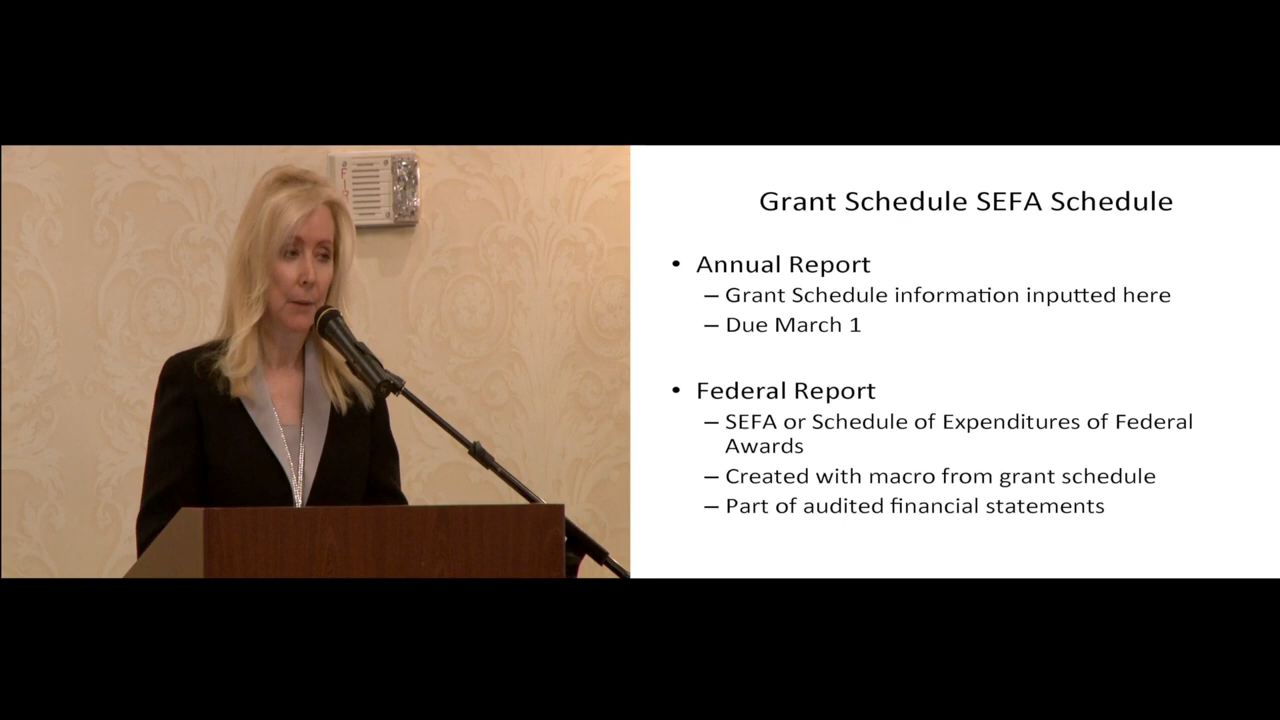 Grant Schedule SEFA Schedule
• Annual Report
– Grant Schedule information inputted here
– Due March 1
• Federal Report
– SEFA or Schedule of Expenditures of Federal
Awards
– Created with macro from grant schedule
– Part of audited financial statements